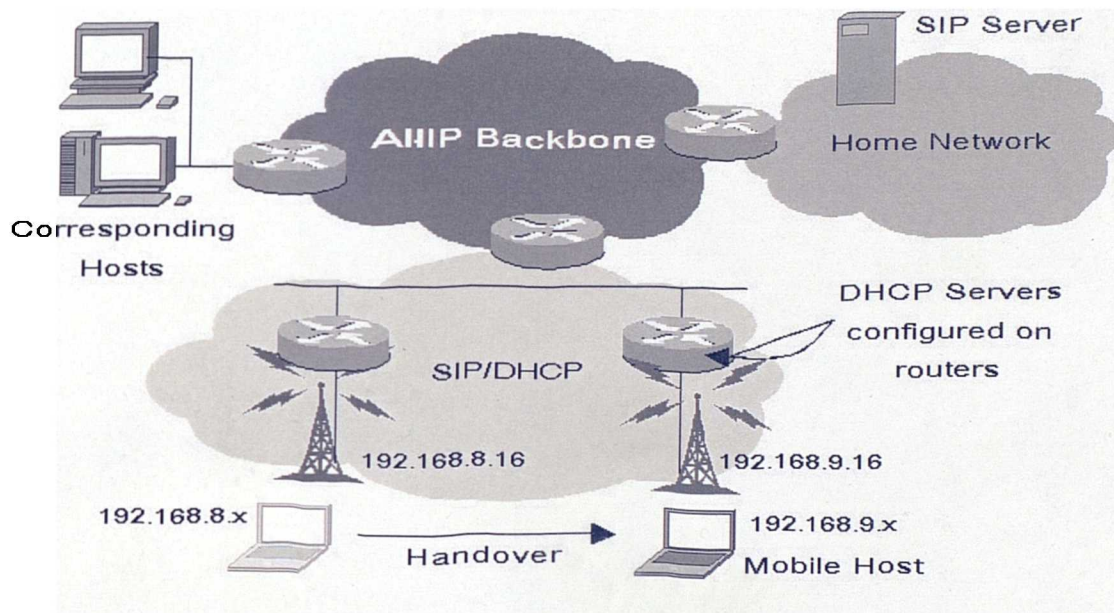 SIP Server
AIIIP Backbone
Home Network
Corresponding
Hosts
DHCP Servers
configured on
routers
SIP/DHCP
192.168.8.16
192.168.9.16
192.168.8.x
192.168.9.x
Handover
Mobile Host